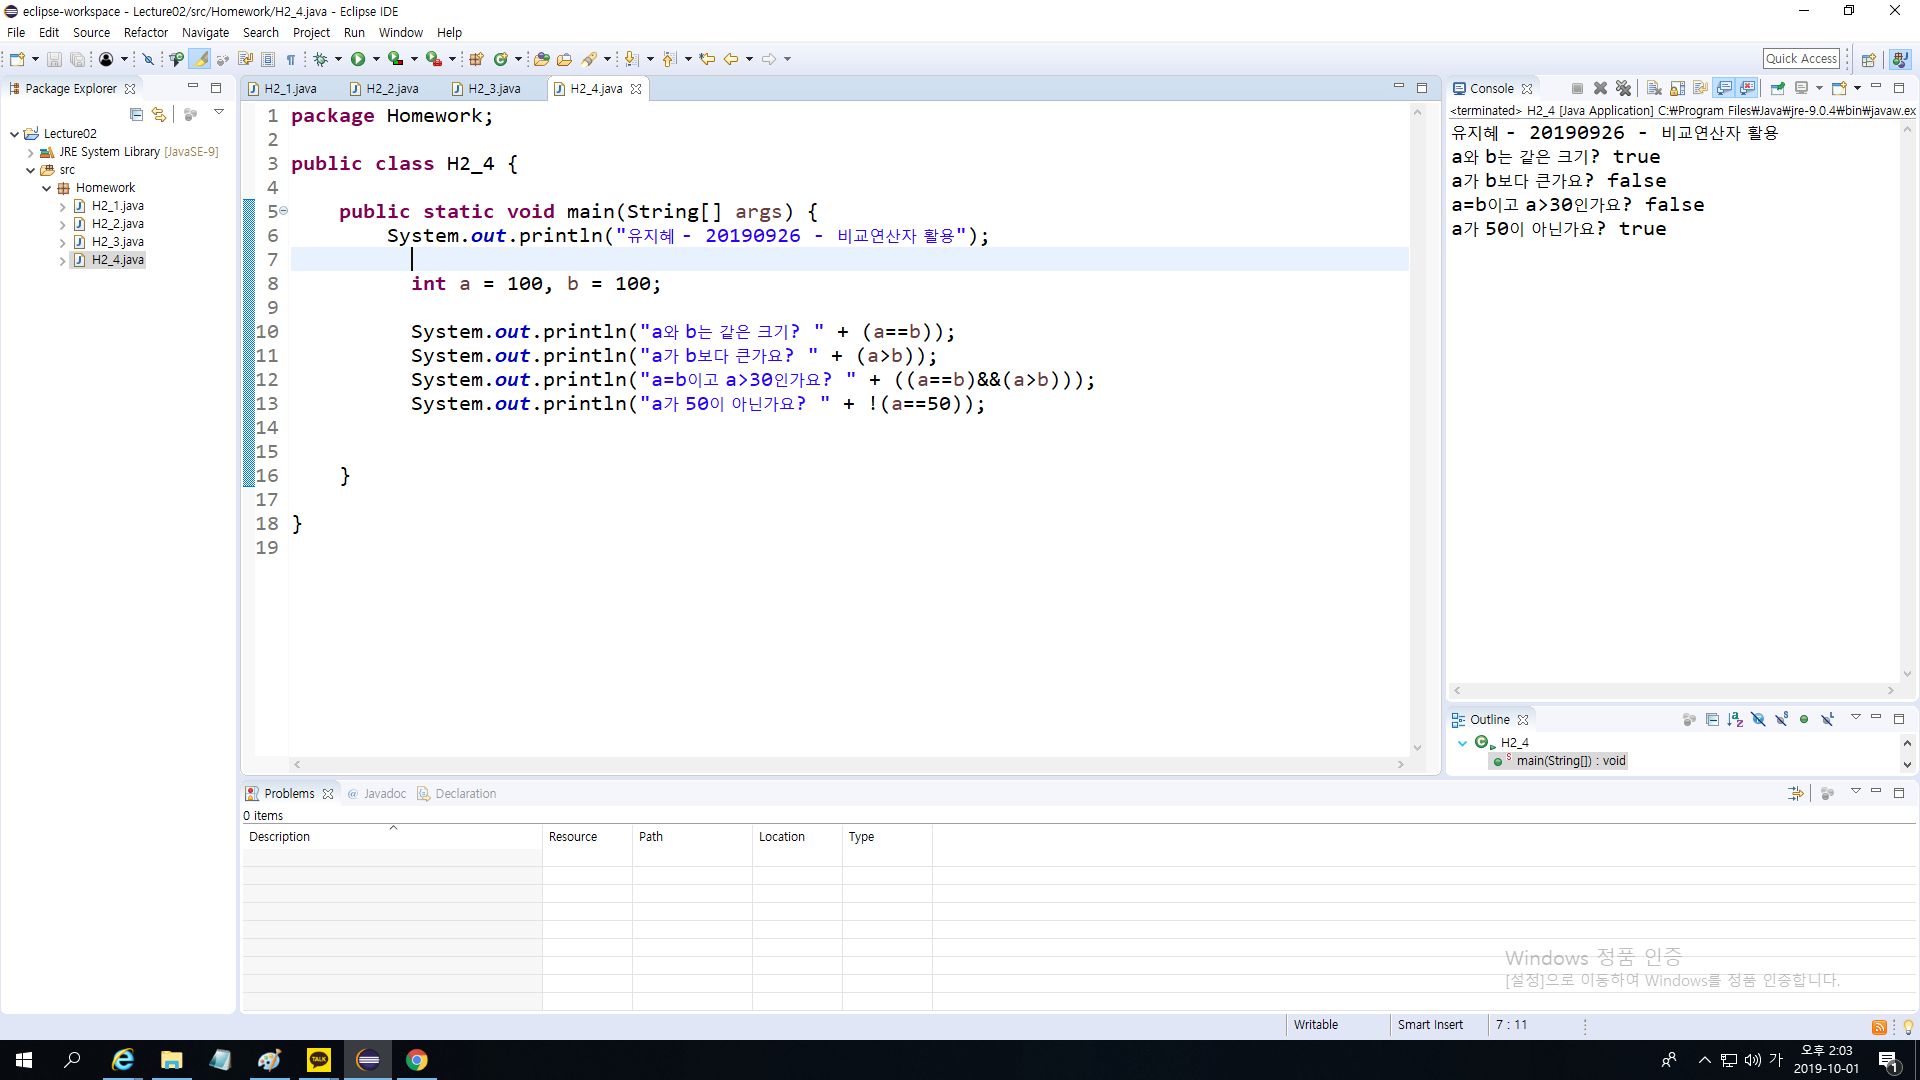 eclipse-workspace - Lecture02/src/Homework/H2_4.java - Eclipse IDE
File Edit Source Refactor Navigate Search Project Run Window Help
Quick Access
Package Explorer
Lecture02
JRE System Library [JavaSE-9]
src
Homework
H2_1.java
H2_2.java
H2_3.java
H2_4.java
H2_1.java H2_2.java H2_3.java H2_4.java
1 package Homework;
2
3 public class H2_4 {
4
5 public static void main(String[] args) {
6 System.out.println("유지혜 - 20190926 - 비교연산자 활용");
7
8 int a = 100, b = 100;
9
10 System.out.println("a와 b는 같은 크기? " + (a==b));
11 System.out.println("a가 b보다 큰가요? " + (a>b));
12 System.out.println("a=b이고 a>30인가요? " + ((a==b)&&(a>b)));
13 System.out.println("a가 50이 아닌가요? " + !(a==50));
14
15
16 }
17
18 }
19
Console
<terminated> H2_4 [Java Application] C:₩Program Files₩Java₩jre-9.0.4₩bin₩javaw.ex
유지혜 - 20190926 - 비교연산자 활용
a와 b는 같은 크기? true
a가 b보다 큰가요? false
a=b이고 a>30인가요? false
a가 50이 아닌가요? true
Outline
H2_4
main(String[]) : void
Problems @ Javadoc Declaration
0 items
Description Resource Path Location Type
Windows 정품 인증
[설정]으로 이동하여 Windows를 정품 인증합니다.
Writable Smart Insert 7 : 11
TALK
가
오후 2:03
2019-10-01
1